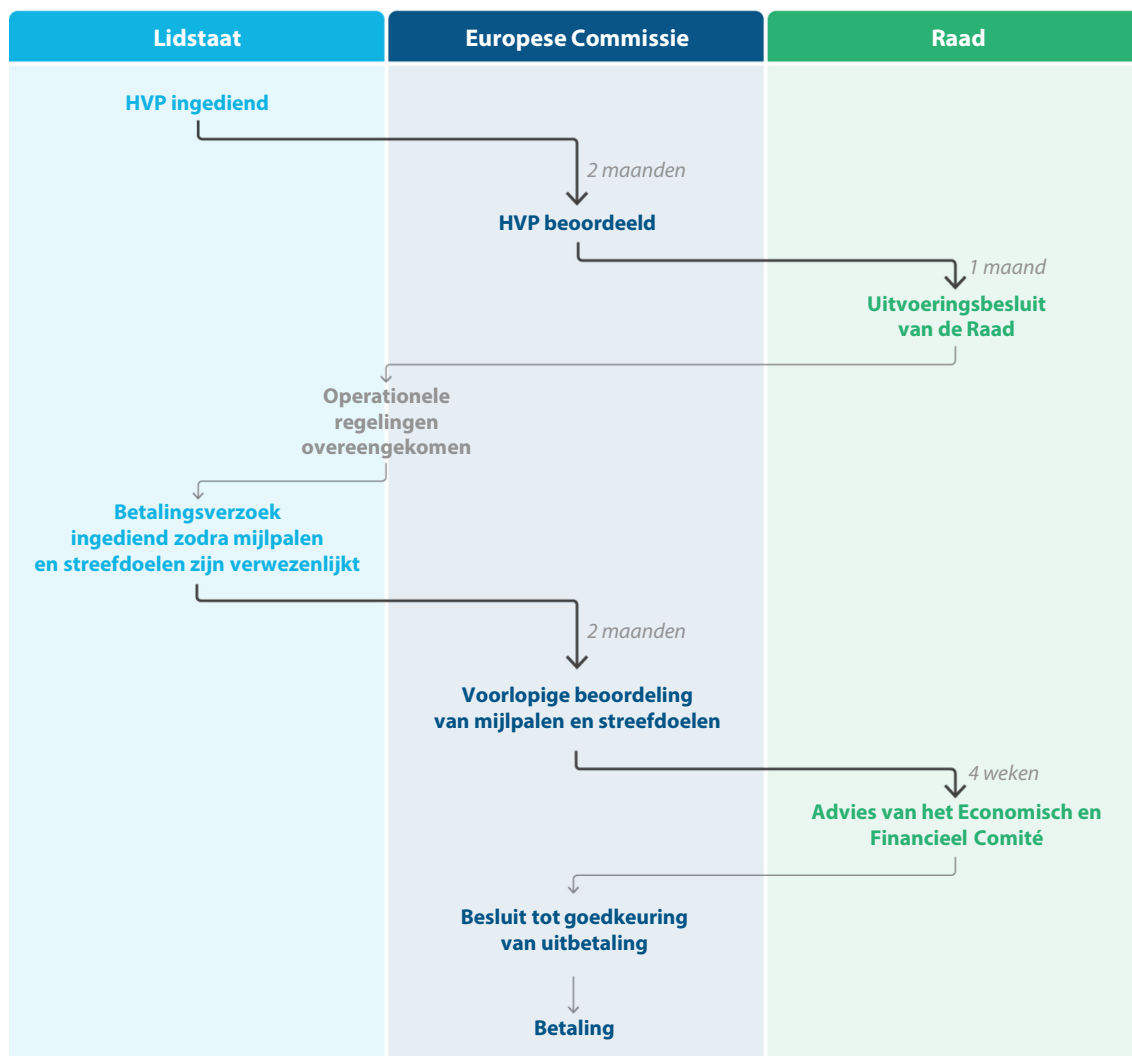 Lidstaat
Europese Commissie
Raad
HVP ingediend
2 maanden
HVP beoordeeld
1 maand
Uitvoeringsbesluit
van de Raad
Operationele
regelingen
overeengekomen
Betalingsverzoek
ingediend zodra mijlpalen
en streefdoelen zijn verwezenlijkt
2 maanden
Voorlopige beoordeling
van mijlpalen en streefdoelen
4 weken
Advies van het Economisch en
Financieel Comité
Besluit tot goedkeuring
van uitbetaling
Betaling